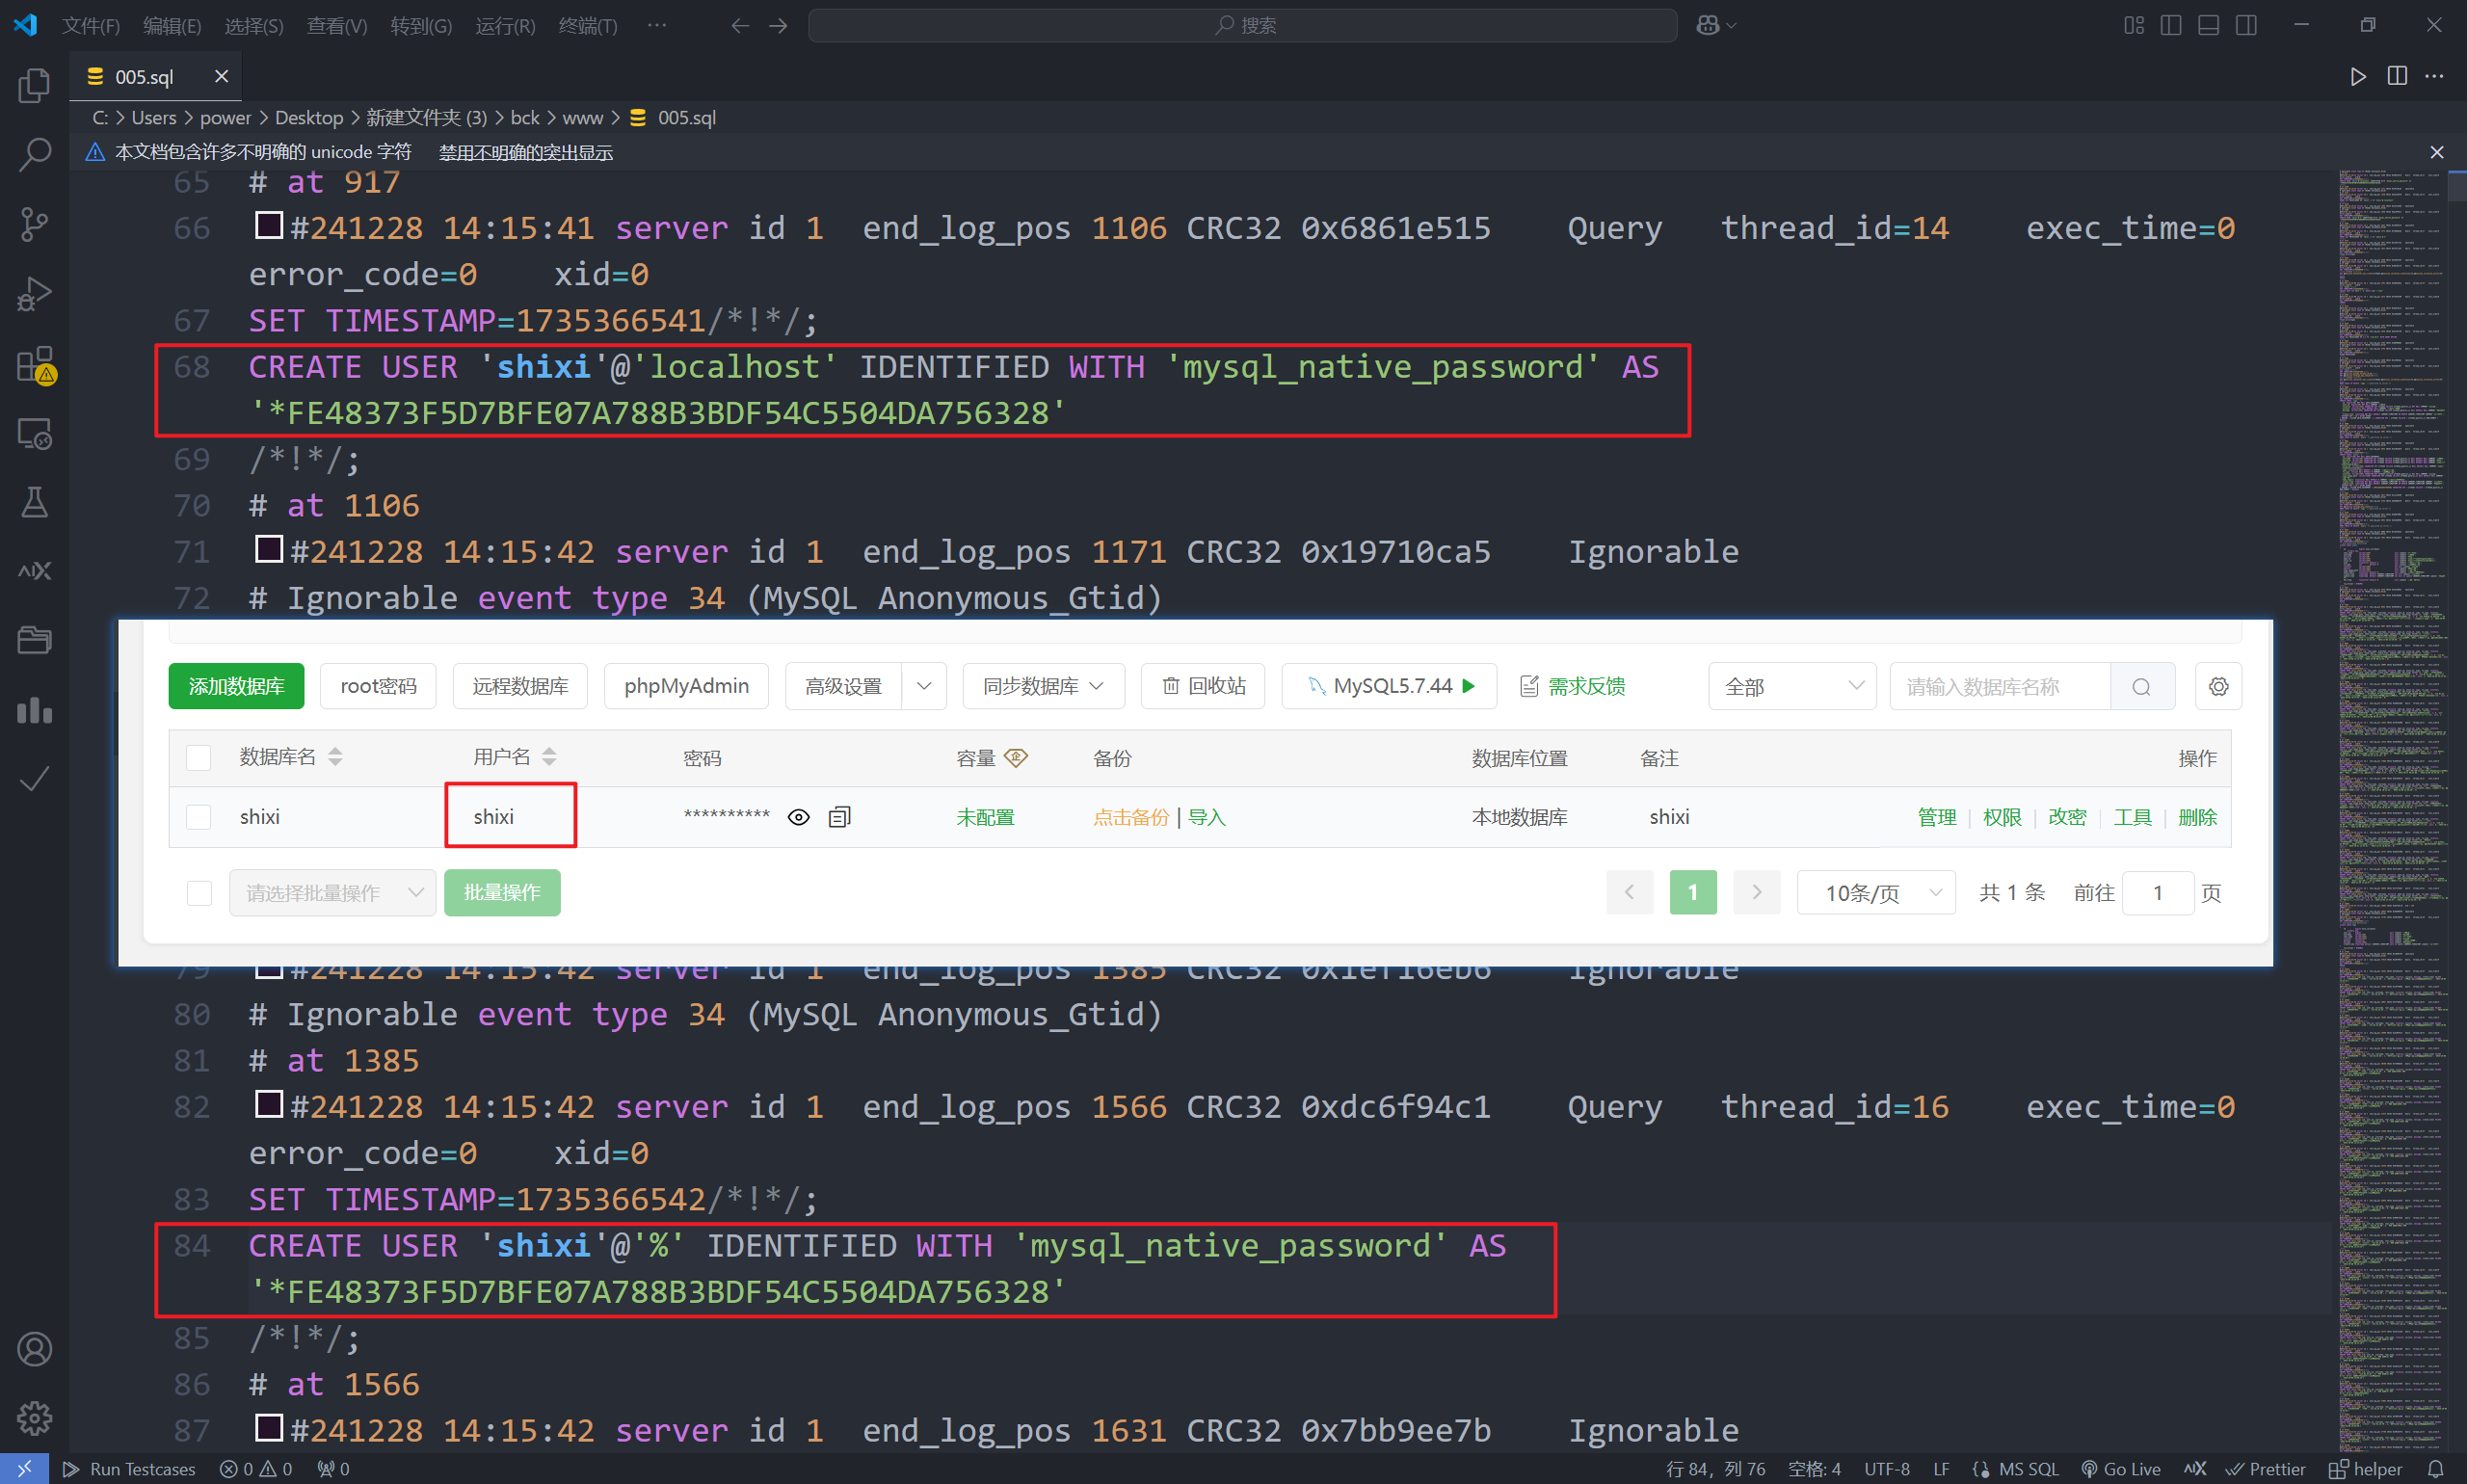 文件(F) 编辑(E) 选择(S) 查看(V) 转到(G) 运行(R) 终端(T) ··· 搜索
005.sql
C: > Users > power > Desktop > 新建文件夹 (3) > bck > www > 005.sql
本文档包含许多不明确的 unicode 字符 禁用不明确的突出显示
65 # at 917
66 #241228 14:15:41 server id 1 end_log_pos 1106 CRC32 0x6861e515 Query thread_id=14 exec_time=0
error_code=0 xid=0
67 SET TIMESTAMP=1735366541/*!*/;
68 CREATE USER 'shixi'@'localhost' IDENTIFIED WITH 'mysql_native_password' AS
'*FE48373F5D7BFE07A788B3BDF54C5504DA756328'
69 /*!*/;
70 # at 1106
71 #241228 14:15:42 server id 1 end_log_pos 1171 CRC32 0x19710ca5 Ignorable
72 # Ignorable event type 34 (MySQL Anonymous_Gtid)
添加数据库 root密码 远程数据库 phpMyAdmin 高级设置 同步数据库 回收站 MySQL5.7.44 需求反馈 全部 请输入数据库名称
数据库名 用户名 密码 容量 备份 数据库位置 备注 操作
shixi shixi ********** 未配置 点击备份 | 导入 本地数据库 shixi 管理 | 权限 | 改密 | 工具 | 删除
请选择批量操作 批量操作 1 10条/页 共 1 条 前往 1 页
79 #241228 14:15:42 server id 1 end_log_pos 1385 CRC32 0x1ef16eb6 Ignorable
80 # Ignorable event type 34 (MySQL Anonymous_Gtid)
81 # at 1385
82 #241228 14:15:42 server id 1 end_log_pos 1566 CRC32 0xdc6f94c1 Query thread_id=16 exec_time=0
error_code=0 xid=0
83 SET TIMESTAMP=1735366542/*!*/;
84 CREATE USER 'shixi'@'%' IDENTIFIED WITH 'mysql_native_password' AS
'*FE48373F5D7BFE07A788B3BDF54C5504DA756328'
85 /*!*/;
86 # at 1566
87 #241228 14:15:42 server id 1 end_log_pos 1631 CRC32 0x7bb9ee7b Ignorable
Run Testcases 0 0 0 行 84，列 76 空格: 4 UTF-8 LF MS SQL Go Live Prettier helper